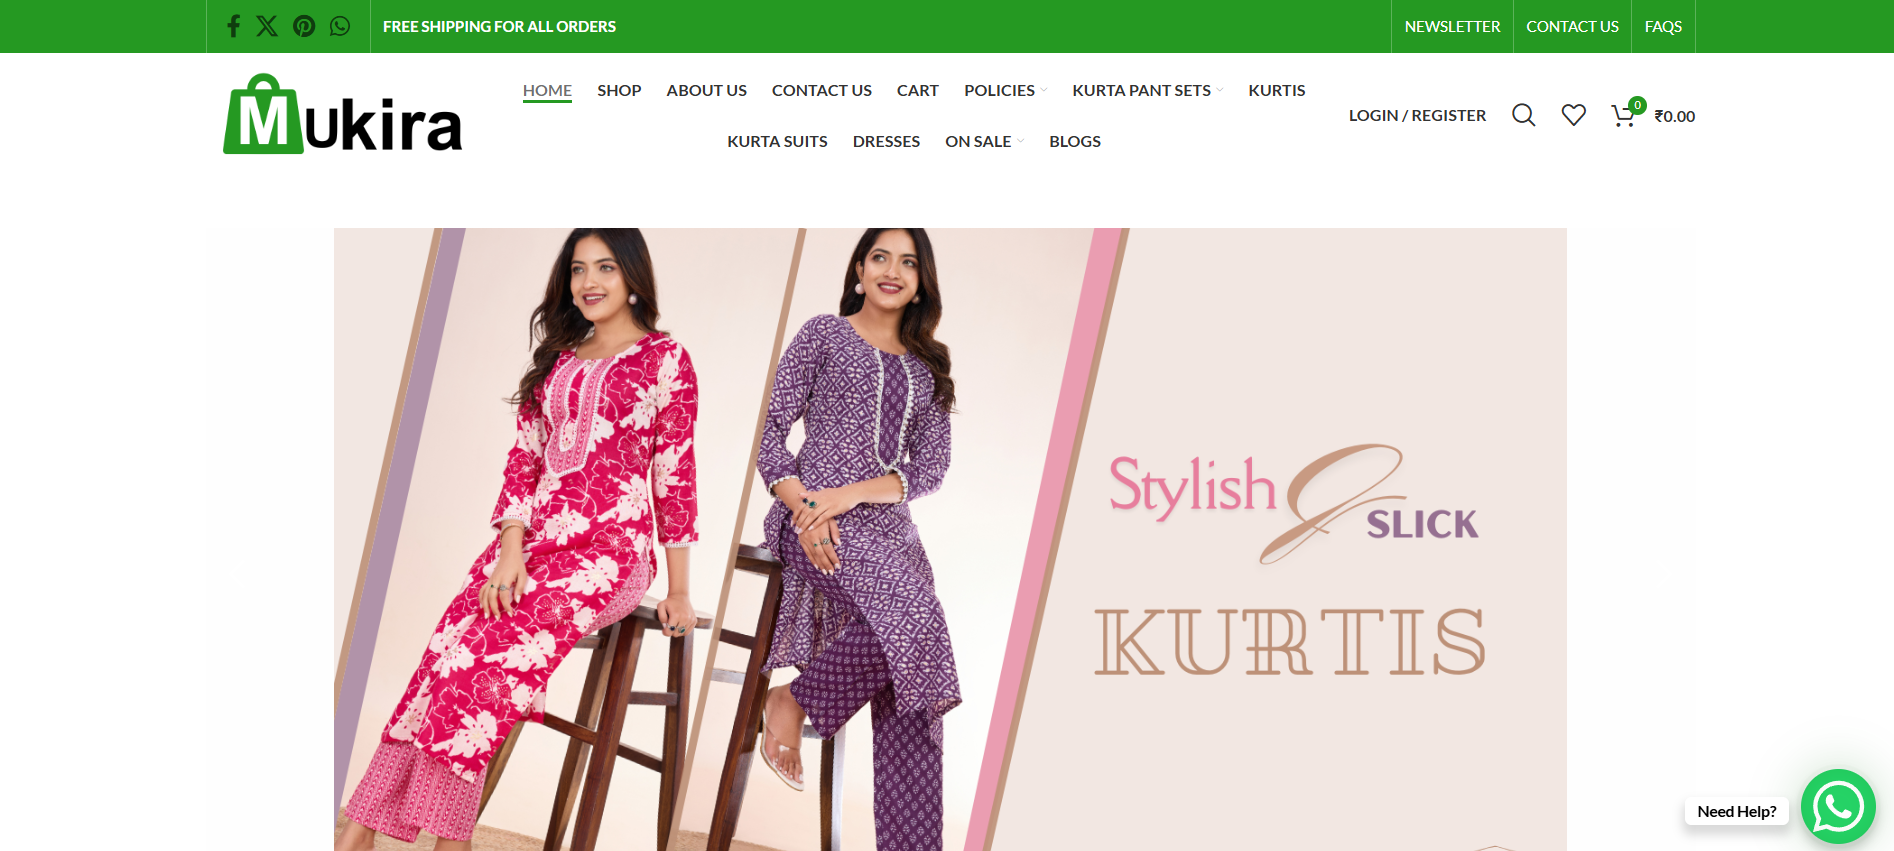 FREE SHIPPING FOR ALL ORDERS
NEWSLETTER
CONTACT US
FAQS
Mukira
HOME SHOP ABOUT US CONTACT US CART POLICIES KURTA PANT SETS KURTIS
KURTA SUITS DRESSES ON SALE BLOGS
LOGIN / REGISTER
0
₹0.00
Stylish & SLICK
KURTIS
Need Help?